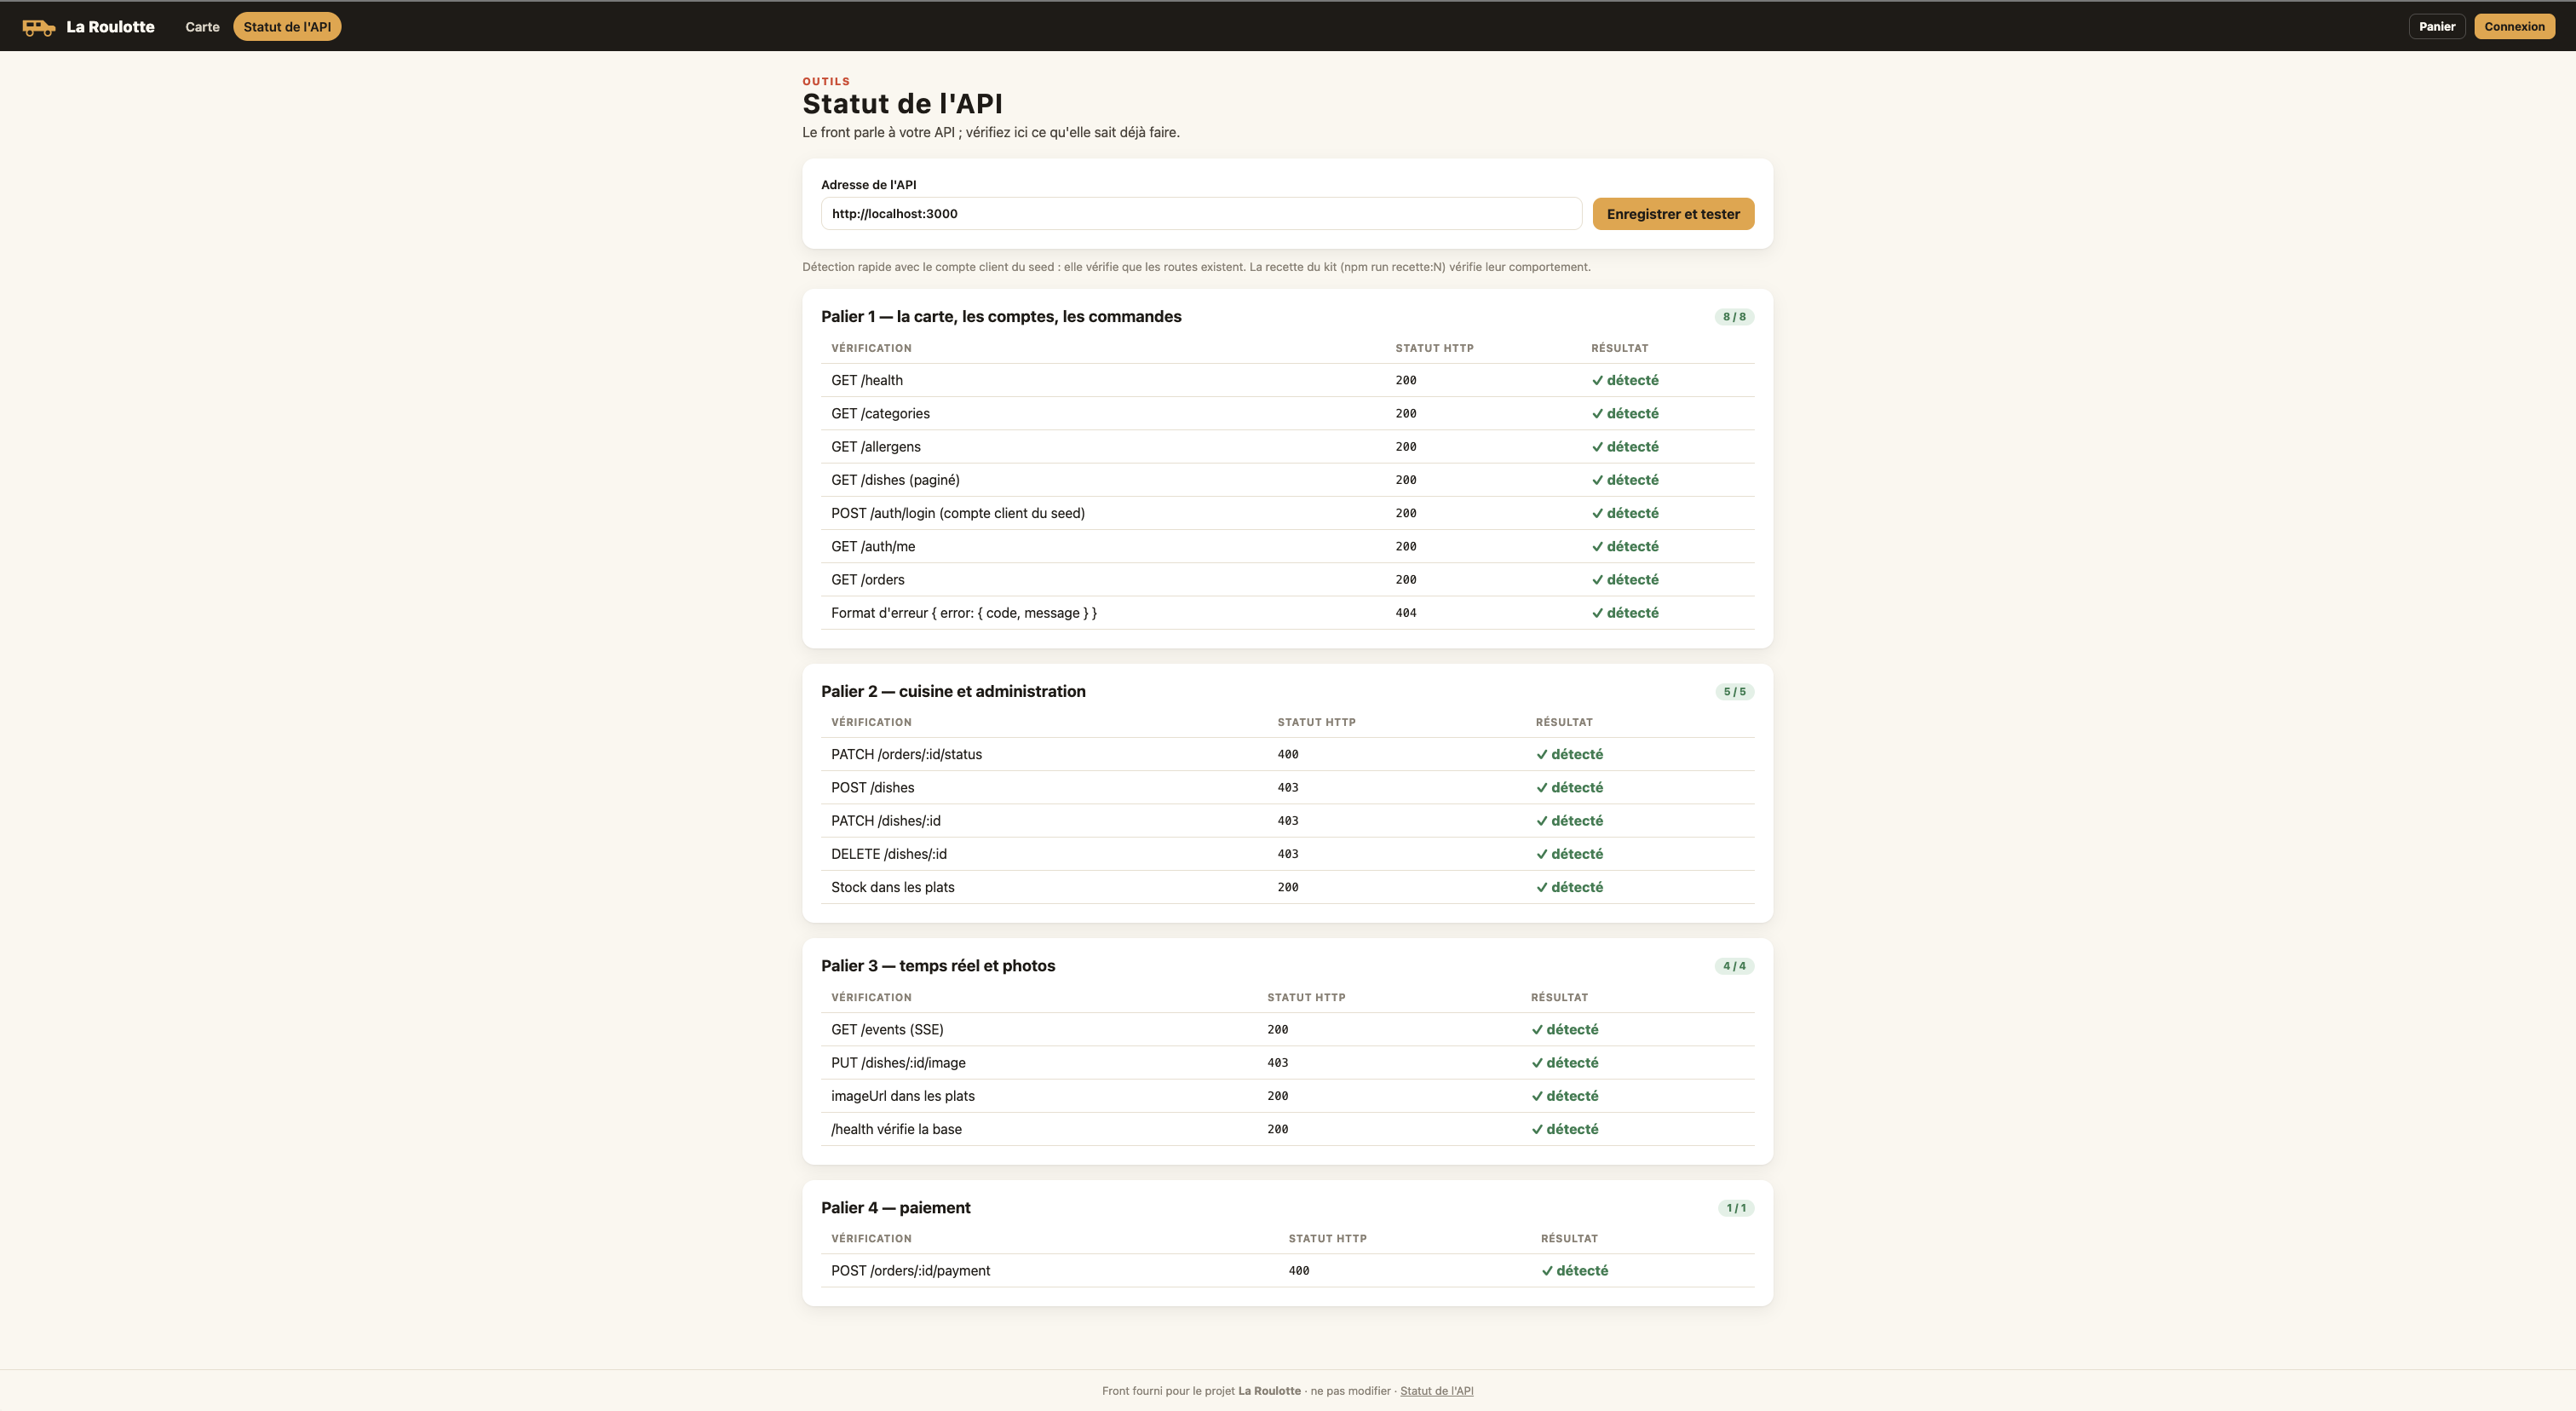 La Roulotte Carte Statut de l'API Panier Connexion
OUTILS
Statut de l'API
Le front parle à votre API ; vérifiez ici ce qu'elle sait déjà faire.
Adresse de l'API
http://localhost:3000 Enregistrer et tester
Détection rapide avec le compte client du seed : elle vérifie que les routes existent. La recette du kit (npm run recette:N) vérifie leur comportement.
Palier 1 — la carte, les comptes, les commandes 8 / 8
VÉRIFICATION STATUT HTTP RÉSULTAT
GET /health 200 ✓ détecté
GET /categories 200 ✓ détecté
GET /allergens 200 ✓ détecté
GET /dishes (paginé) 200 ✓ détecté
POST /auth/login (compte client du seed) 200 ✓ détecté
GET /auth/me 200 ✓ détecté
GET /orders 200 ✓ détecté
Format d'erreur { error: { code, message } } 404 ✓ détecté
Palier 2 — cuisine et administration 5 / 5
VÉRIFICATION STATUT HTTP RÉSULTAT
PATCH /orders/:id/status 400 ✓ détecté
POST /dishes 403 ✓ détecté
PATCH /dishes/:id 403 ✓ détecté
DELETE /dishes/:id 403 ✓ détecté
Stock dans les plats 200 ✓ détecté
Palier 3 — temps réel et photos 4 / 4
VÉRIFICATION STATUT HTTP RÉSULTAT
GET /events (SSE) 200 ✓ détecté
PUT /dishes/:id/image 403 ✓ détecté
imageUrl dans les plats 200 ✓ détecté
/health vérifie la base 200 ✓ détecté
Palier 4 — paiement 1 / 1
VÉRIFICATION STATUT HTTP RÉSULTAT
POST /orders/:id/payment 400 ✓ détecté
Front fourni pour le projet La Roulotte · ne pas modifier · Statut de l'API